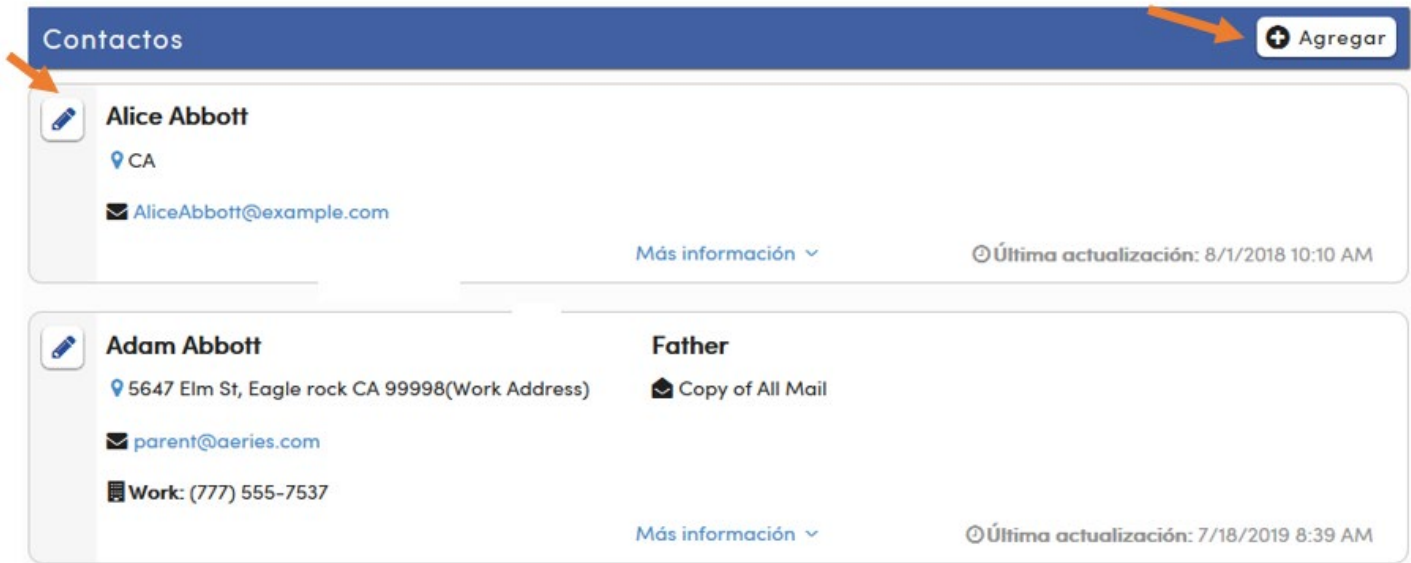 Contactos
Agregar
Alice Abbott
CA
AliceAbbott@example.com
Más información
Última actualización: 8/1/2018 10:10 AM
Adam Abbott
Father
5647 Elm St, Eagle rock CA 99998(Work Address)
Copy of All Mail
parent@aeries.com
Work: (777) 555-7537
Más información
Última actualización: 7/18/2019 8:39 AM